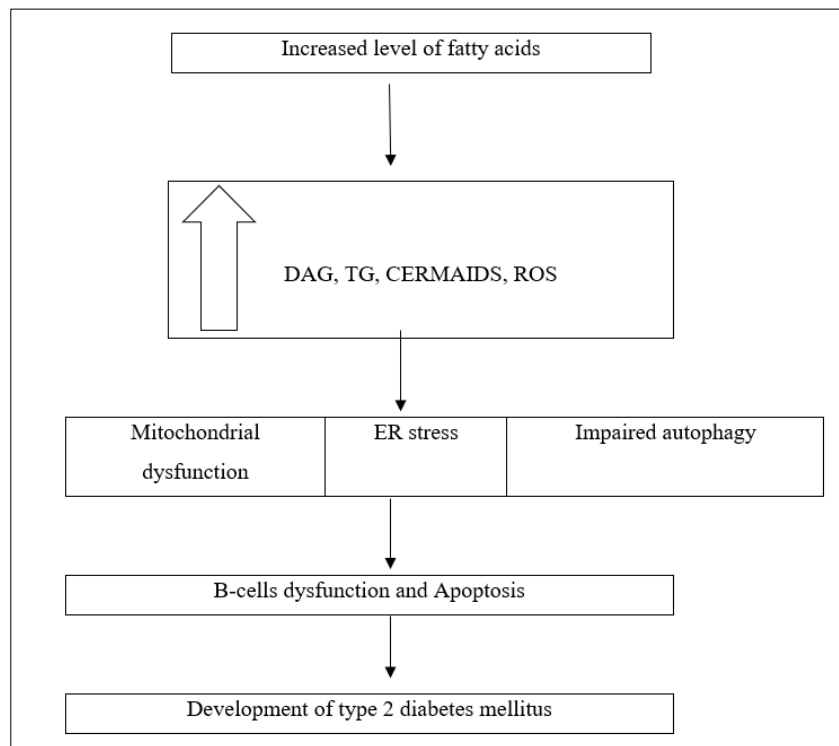 Increased level of fatty acids
DAG, TG, CERMAIDS, ROS
Mitochondrial
dysfunction
ER stress
Impaired autophagy
B-cells dysfunction and Apoptosis
Development of type 2 diabetes mellitus